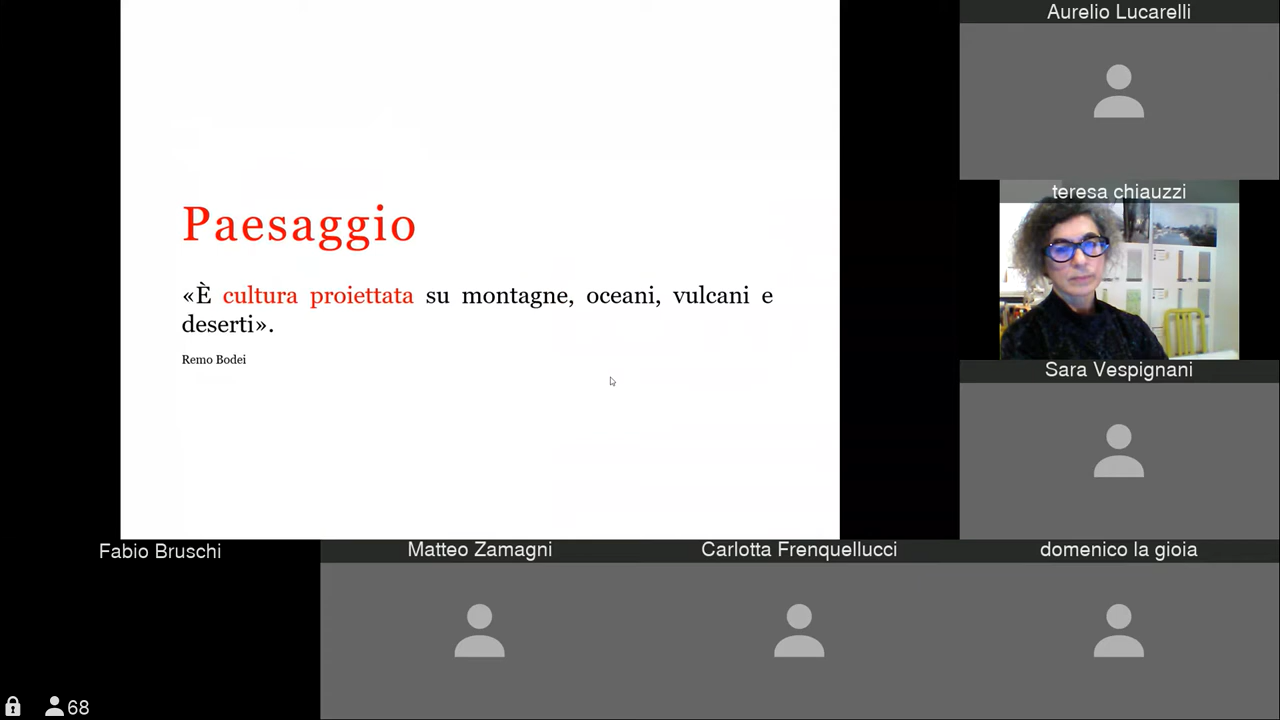 Aurelio Lucarelli
teresa chiauzzi
Paesaggio
«È cultura proiettata su montagne, oceani, vulcani e
deserti».
Remo Bodei
Sara Vespignani
Fabio Bruschi
Matteo Zamagni
Carlotta Frenquellucci
domenico la gioia
68